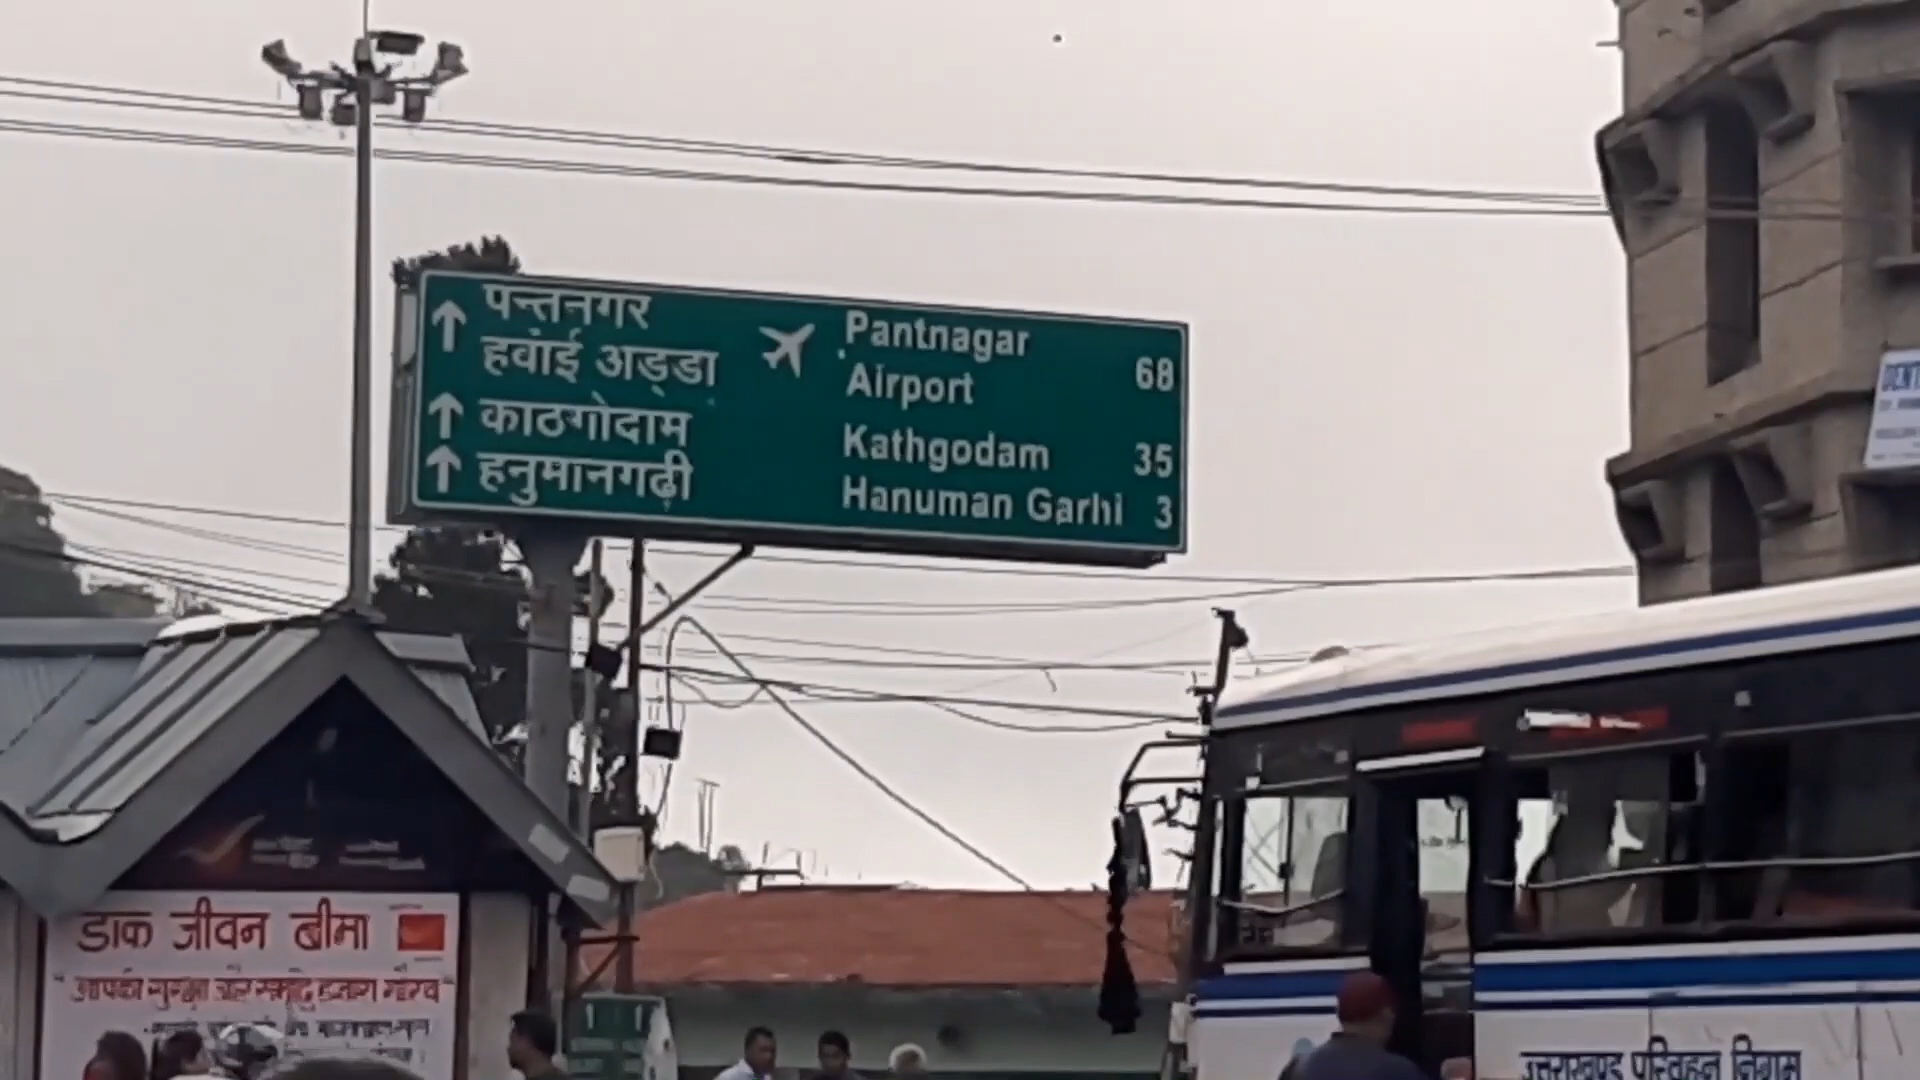 पन्तनगर
हवाई अड्डा
Pantnagar
Airport 68
काठगोदाम
Kathgodam 35
हनुमानगढ़ी
Hanuman Garhi 3
डाक जीवन बीमा
उत्तराखण्ड परिवहन निगम